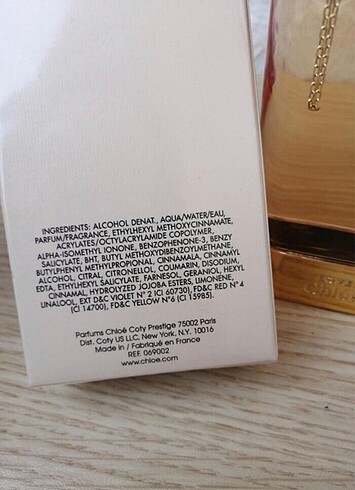 INGREDIENTS: ALCOHOL DENAT., AQUA/WATER/EAU,
PARFUM/FRAGRANCE, ETHYLHEXYL METHOXYCINNAMATE,
ACRYLATES/OCTYLACRYLAMIDE COPOLYMER,
ALPHA-ISOMETHYL IONONE, BENZOPHENONE-3, BENZY
SALICYLATE, BHT, BUTYL METHOXYDIBENZOYLMETHANE,
BUTYLPHENYL METHYLPROPIONAL, CINNAMAL, CINNAMYL
ALCOHOL, CITRAL, CITRONELLOL, COUMARIN, DISODIUM,
EDTA, ETHYLHEXYL SALICYLATE, FARNESOL, GERANIOL, HEXYL
CINNAMAL, HYDROLYZED JOJOBA ESTERS, LIMONENE,
LINALOOL, EXT D&C VIOLET N° 2 (CI 60730), FD&C RED N° 4
(CI 14700), FD&C YELLOW N°6 (CI 15985).
Parfums Chloé Coty Prestige 75002 Paris
Dist. Coty US LLC, New York, N.Y. 10016
Made in / Fabriqué en France
REF. 069002
www.chloe.com